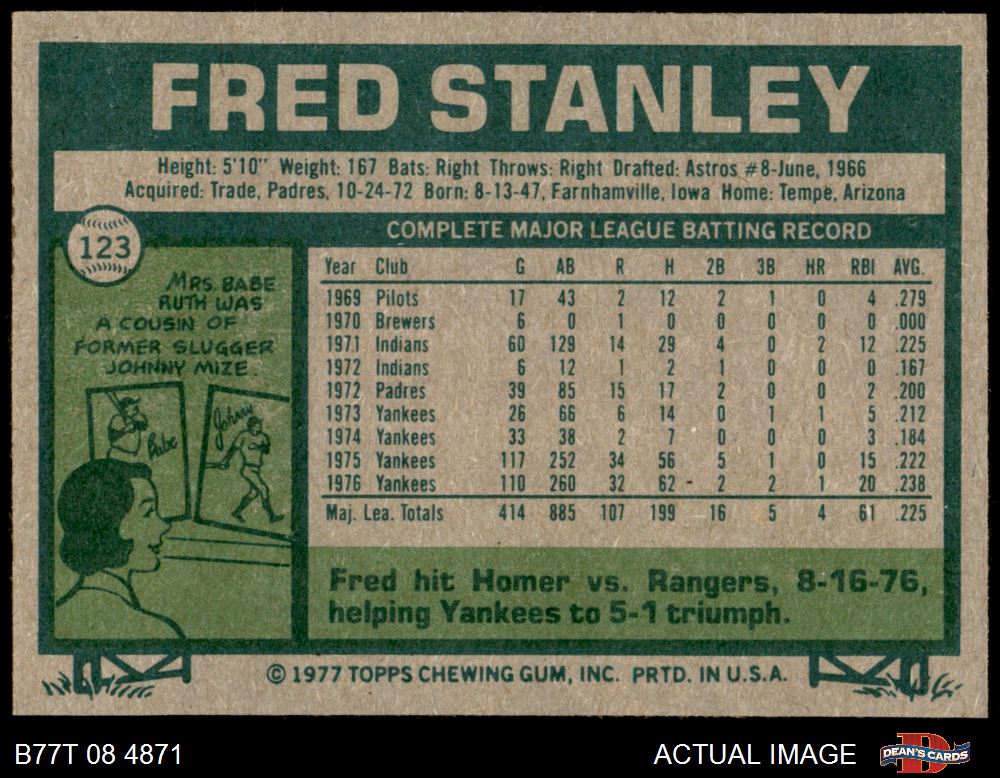 FRED STANLEY
Height: 5'10" Weight: 167 Bats: Right Throws: Right Drafted: Astros #8-June, 1966
Acquired: Trade, Padres, 10-24-72 Born: 8-13-47, Farnhamville, Iowa Home: Tempe, Arizona
123
MRS. BABE
RUTH WAS
A COUSIN OF
FORMER SLUGGER
JOHNNY MIZE.
Babe
Johnny
COMPLETE MAJOR LEAGUE BATTING RECORD
Year Club G AB R H 2B 3B HR RBI AVG.
1969 Pilots 17 43 2 12 2 1 0 4 .279
1970 Brewers 6 0 1 0 0 0 0 0 .000
1971 Indians 60 129 14 29 4 0 2 12 .225
1972 Indians 6 12 1 2 1 0 0 0 .167
1972 Padres 39 85 15 17 2 0 0 2 .200
1973 Yankees 26 66 6 14 0 1 1 5 .212
1974 Yankees 33 38 2 7 0 0 0 3 .184
1975 Yankees 117 252 34 56 5 1 0 15 .222
1976 Yankees 110 260 32 62 2 2 1 20 .238
Maj. Lea. Totals 414 885 107 199 16 5 4 61 .225
Fred hit Homer vs. Rangers, 8-16-76,
helping Yankees to 5-1 triumph.
© 1977 TOPPS CHEWING GUM, INC. PRTD. IN U.S.A.
B77T 08 4871
ACTUAL IMAGE
D
DEAN'S CARDS